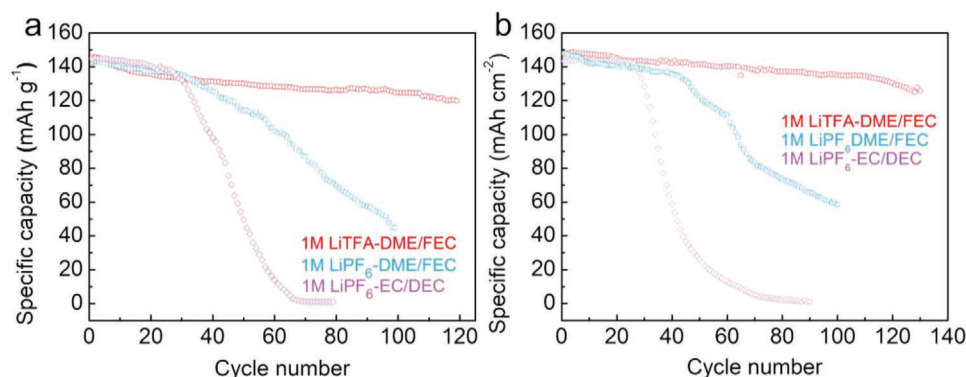 a
160
140
120
100
80
60
40
20
0
Specific capacity (mAh g⁻¹)
1M LiTFA-DME/FEC
1M LiPF₆-DME/FEC
1M LiPF₆-EC/DEC
0 20 40 60 80 100 120
Cycle number
b
160
140
120
100
80
60
40
20
0
Specific capacity (mAh cm⁻²)
1M LiTFA-DME/FEC
1M LiPF₆DME/FEC
1M LiPF₆-EC/DEC
0 20 40 60 80 100 120 140
Cycle number